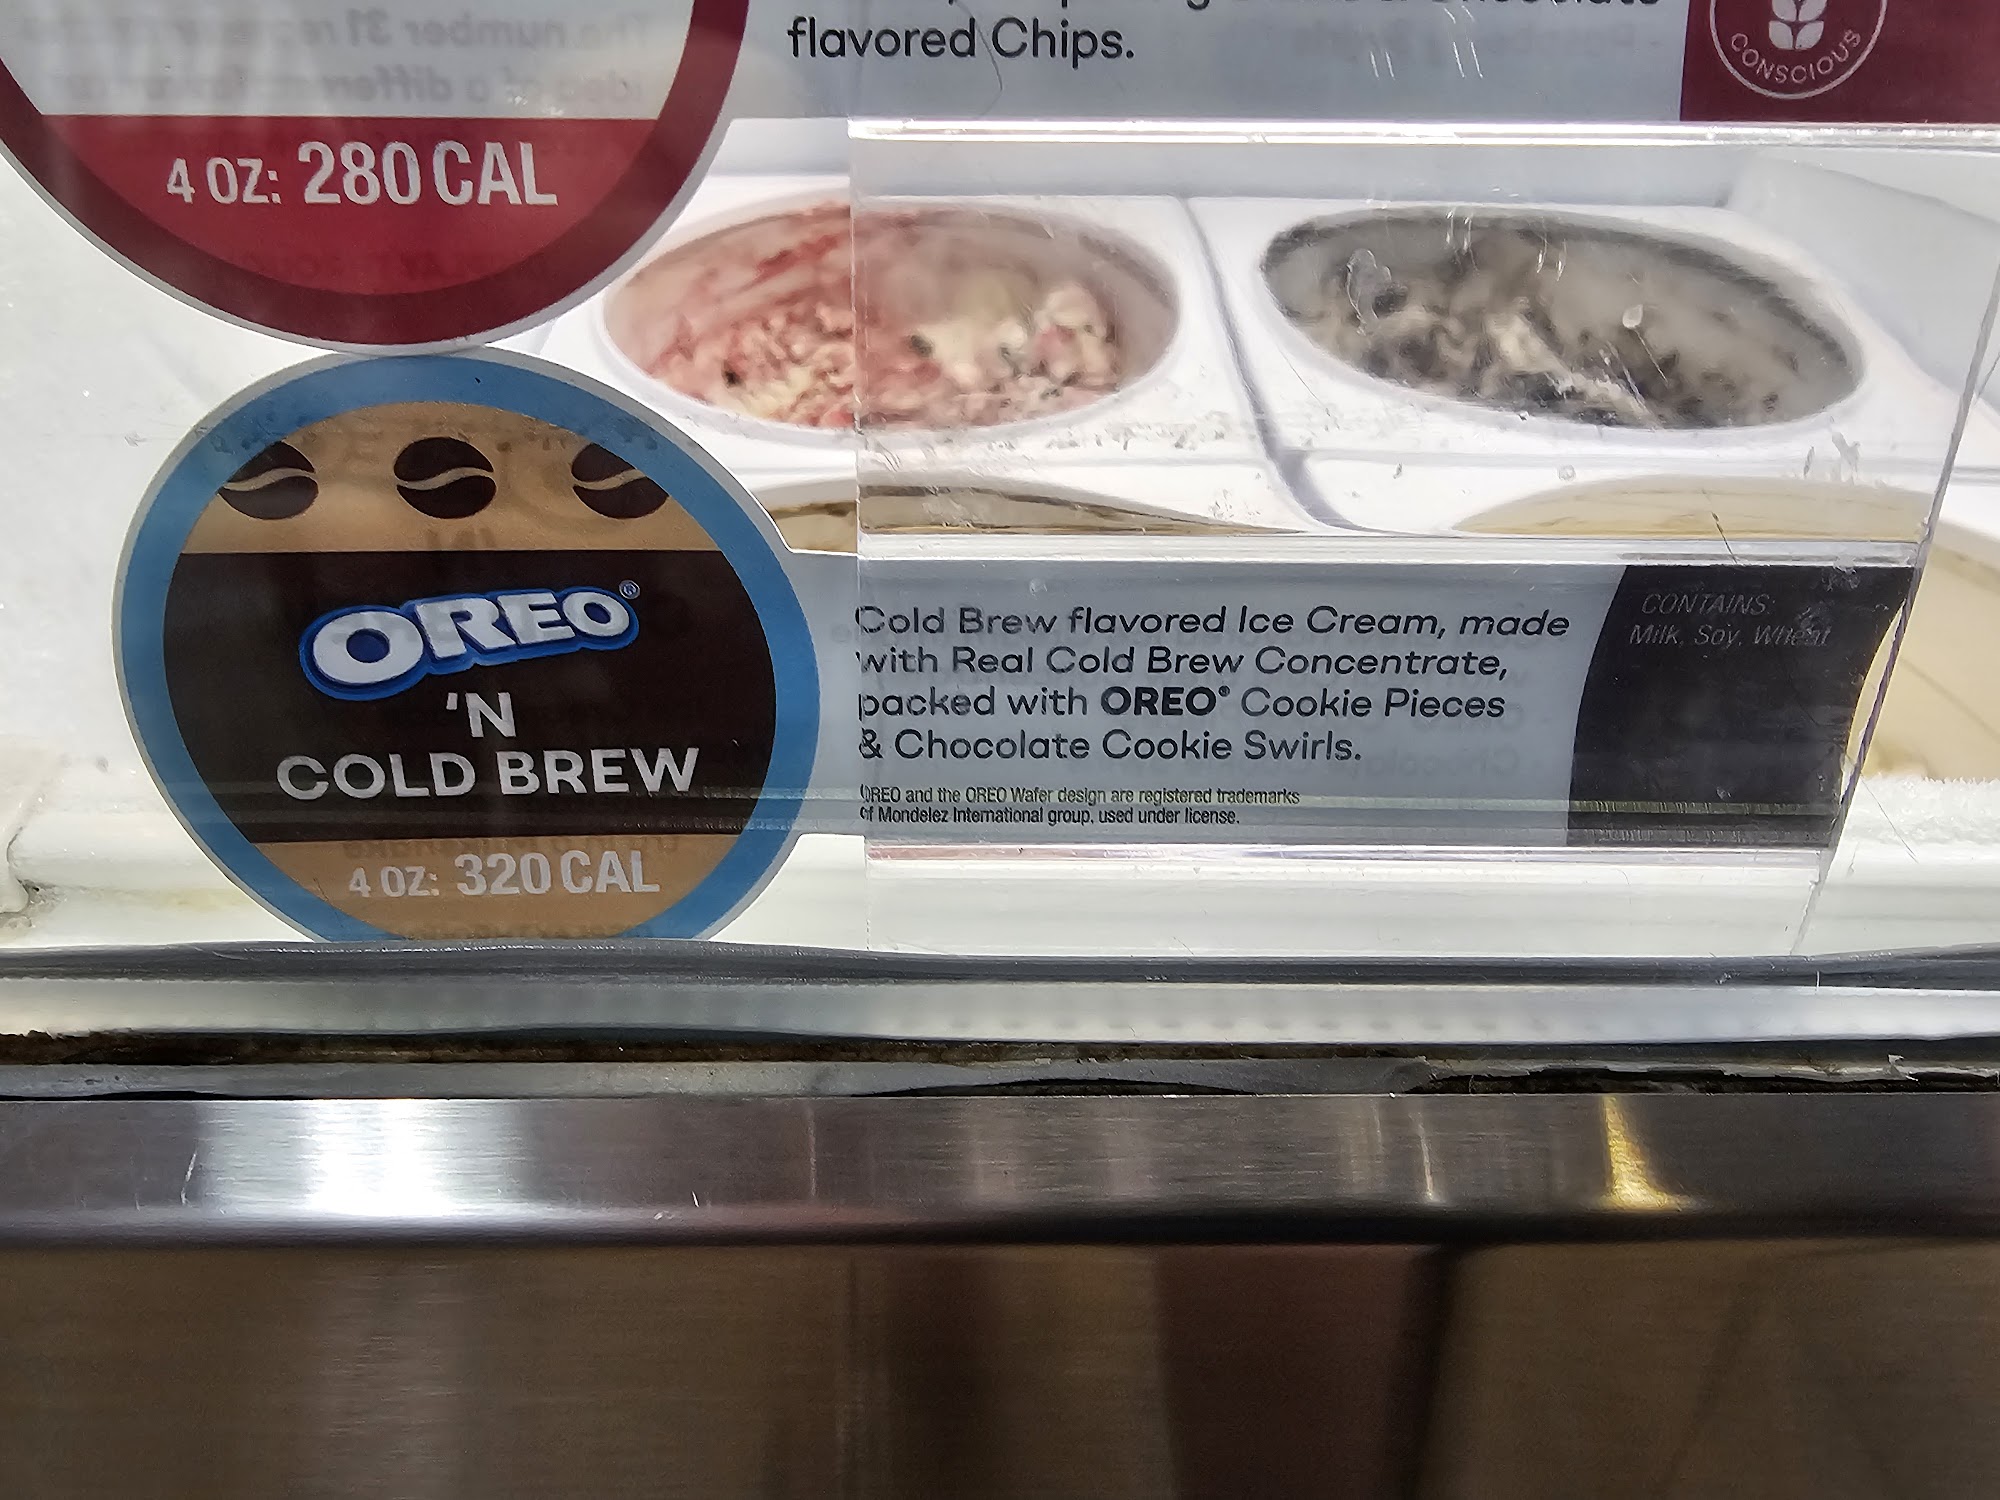 flavored Chips.
CONSCIOUS
4 OZ: 280 CAL
OREO®
'N
COLD BREW
4 OZ: 320 CAL
Cold Brew flavored Ice Cream, made
with Real Cold Brew Concentrate,
packed with OREO® Cookie Pieces
& Chocolate Cookie Swirls.
OREO and the OREO Wafer design are registered trademarks
of Mondelez International group, used under license.
CONTAINS:
Milk, Soy, Wheat